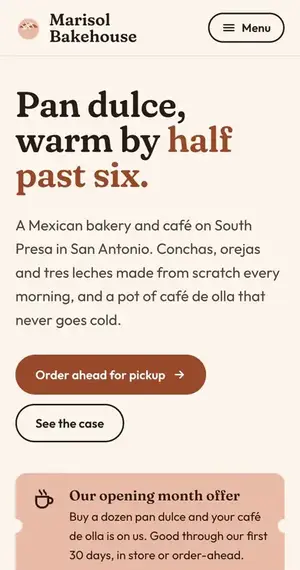 Marisol
Bakehouse
Menu
Pan dulce,
warm by half
past six.
A Mexican bakery and café on South
Presa in San Antonio. Conchas, orejas
and tres leches made from scratch every
morning, and a pot of café de olla that
never goes cold.
Order ahead for pickup →
See the case
Our opening month offer
Buy a dozen pan dulce and your café
de olla is on us. Good through our first
30 days, in store or order-ahead.